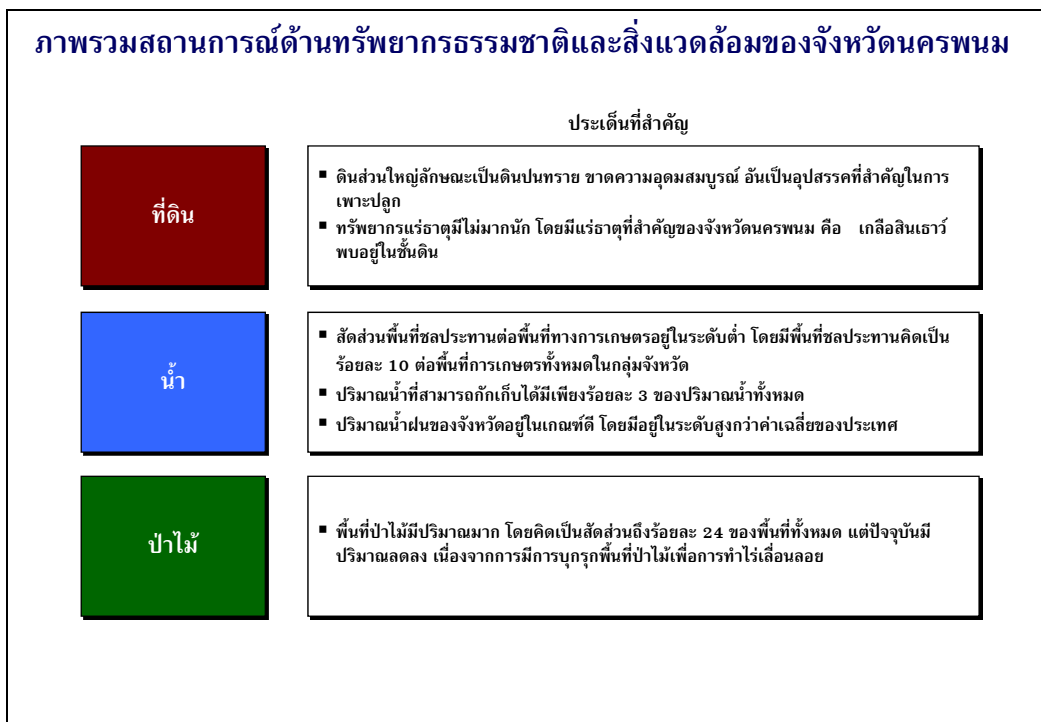 ภาพรวมสถานการณ์ด้านทรัพยากรธรรมชาติและสิ่งแวดล้อมของจังหวัดนครพนม
ประเด็นที่สำคัญ
ที่ดิน
▪ ดินส่วนใหญ่ลักษณะเป็นดินปนทราย ขาดความอุดมสมบูรณ์ อันเป็นอุปสรรคที่สำคัญในการ
เพาะปลูก
▪ ทรัพยากรแร่ธาตุมีไม่มากนัก โดยมีแร่ธาตุที่สำคัญของจังหวัดนครพนม คือ เกลือสินเธาว์
พบอยู่ในชั้นดิน
น้ำ
▪ สัดส่วนพื้นที่ชลประทานต่อพื้นที่ทางการเกษตรอยู่ในระดับต่ำ โดยมีพื้นที่ชลประทานคิดเป็น
ร้อยละ 10 ต่อพื้นที่การเกษตรทั้งหมดในกลุ่มจังหวัด
▪ ปริมาณน้ำที่สามารถกักเก็บได้มีเพียงร้อยละ 3 ของปริมาณน้ำทั้งหมด
▪ ปริมาณน้ำฝนของจังหวัดอยู่ในเกณฑ์ดี โดยมีอยู่ในระดับสูงกว่าค่าเฉลี่ยของประเทศ
ป่าไม้
▪ พื้นที่ป่าไม้มีปริมาณมาก โดยคิดเป็นสัดส่วนถึงร้อยละ 24 ของพื้นที่ทั้งหมด แต่ปัจจุบันมี
ปริมาณลดลง เนื่องจากการมีการบุกรุกพื้นที่ป่าไม้เพื่อการทำไร่เลื่อนลอย